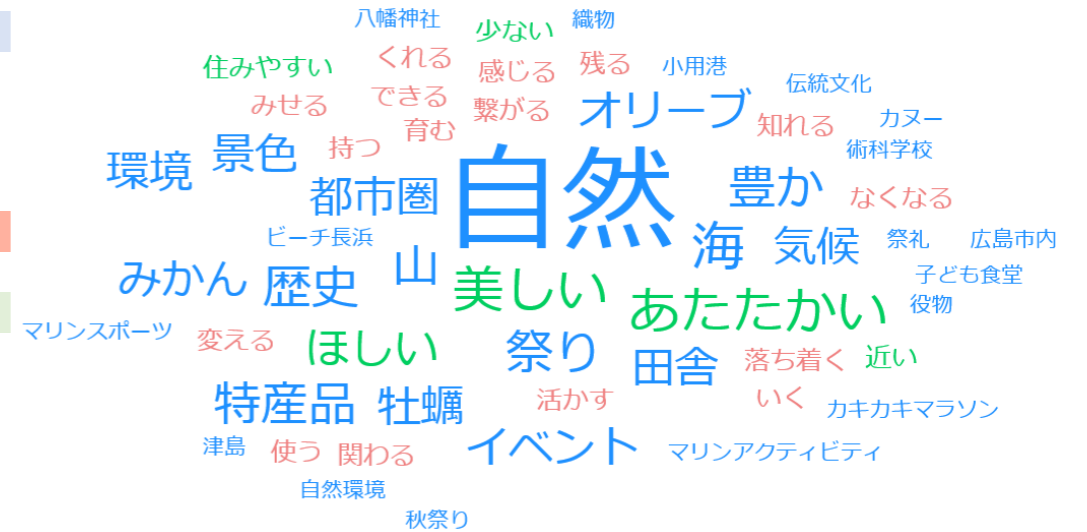 八幡神社
少ない
織物
住みやすい
くれる
感じる
残る
小用港
伝統文化
みせる
できる
繋がる
オリーブ
知れる
カヌー
育む
環境
景色
持つ
術科学校
都市圏
自然
豊か
なくなる
ビーチ長浜
海
気候
祭礼
広島市内
みかん
歴史
山
美しい
あたたかい
子ども食堂
役物
マリンスポーツ
変える
ほしい
祭り
田舎
落ち着く
近い
特産品
牡蠣
活かす
いく
カキカキマラソン
津島
使う
関わる
イベント
マリンアクティビティ
自然環境
秋祭り